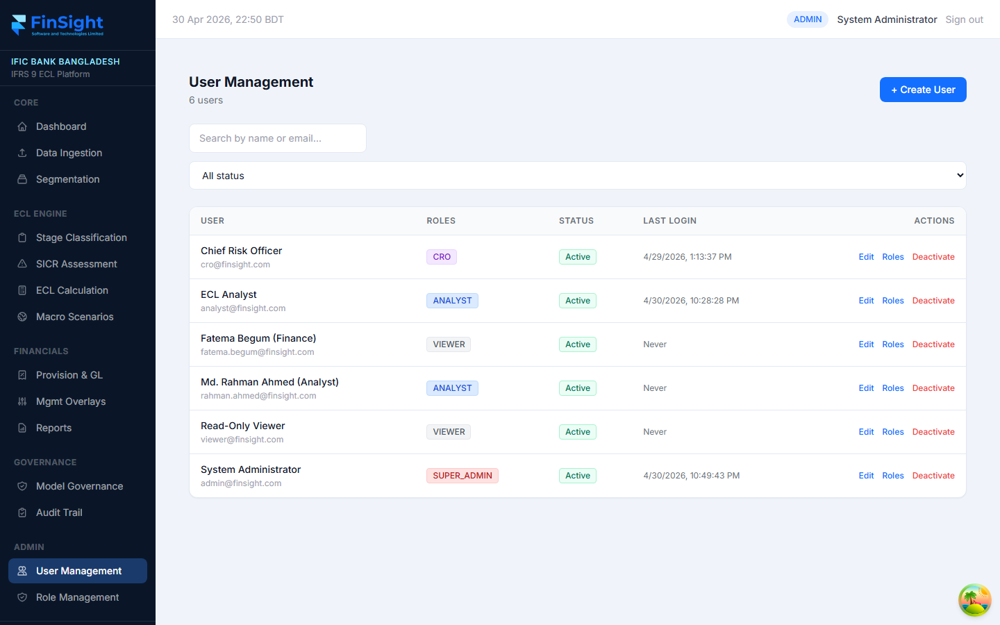 FinSight
Software and Technologies Limited
IFIC BANK BANGLADESH
IFRS 9 ECL Platform
CORE
Dashboard
Data Ingestion
Segmentation
ECL ENGINE
Stage Classification
SICR Assessment
ECL Calculation
Macro Scenarios
FINANCIALS
Provision & GL
Mgmt Overlays
Reports
GOVERNANCE
Model Governance
Audit Trail
ADMIN
User Management
Role Management
30 Apr 2026, 22:50 BDT
ADMIN System Administrator Sign out
User Management
6 users
+ Create User
Search by name or email...
All status
USER ROLES STATUS LAST LOGIN ACTIONS
Chief Risk Officer
cro@finsight.com
CRO Active 4/29/2026, 1:13:37 PM Edit Roles Deactivate
ECL Analyst
analyst@finsight.com
ANALYST Active 4/30/2026, 10:28:28 PM Edit Roles Deactivate
Fatema Begum (Finance)
fatema.begum@finsight.com
VIEWER Active Never Edit Roles Deactivate
Md. Rahman Ahmed (Analyst)
rahman.ahmed@finsight.com
ANALYST Active Never Edit Roles Deactivate
Read-Only Viewer
viewer@finsight.com
VIEWER Active Never Edit Roles Deactivate
System Administrator
admin@finsight.com
SUPER_ADMIN Active 4/30/2026, 10:49:43 PM Edit Roles Deactivate